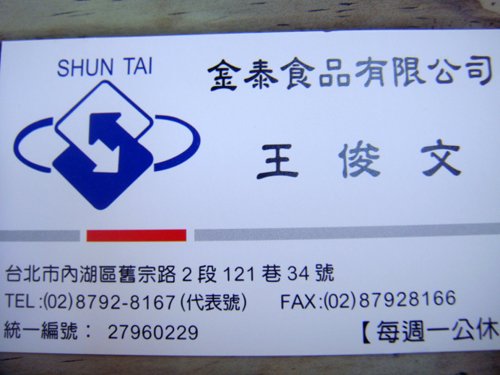 SHUN TAI
金泰食品有限公司
王俊文
台北市內湖區舊宗路2段121巷34號
TEL:(02)8792-8167(代表號) FAX:(02)87928166
統一編號： 27960229 【每週一公休